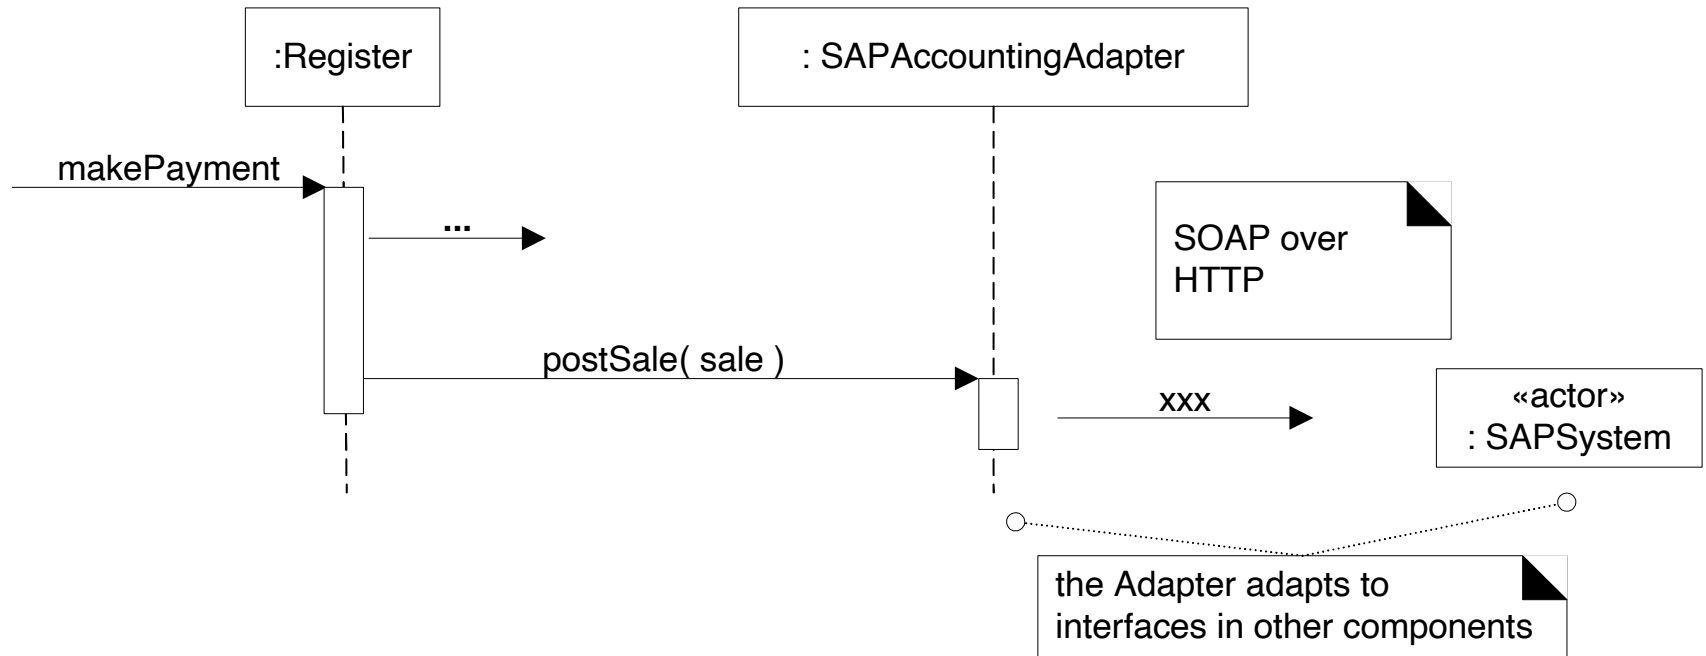 :Register
: SAPAccountingAdapter
makePayment
...
SOAP over
HTTP
postSale( sale )
xxx
«actor»
: SAPSystem
the Adapter adapts to
interfaces in other components